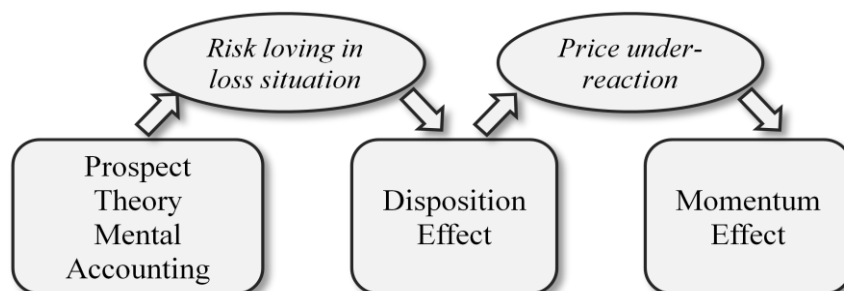 Risk loving in
loss situation
Price under-
reaction
Prospect
Theory
Mental
Accounting
Disposition
Effect
Momentum
Effect